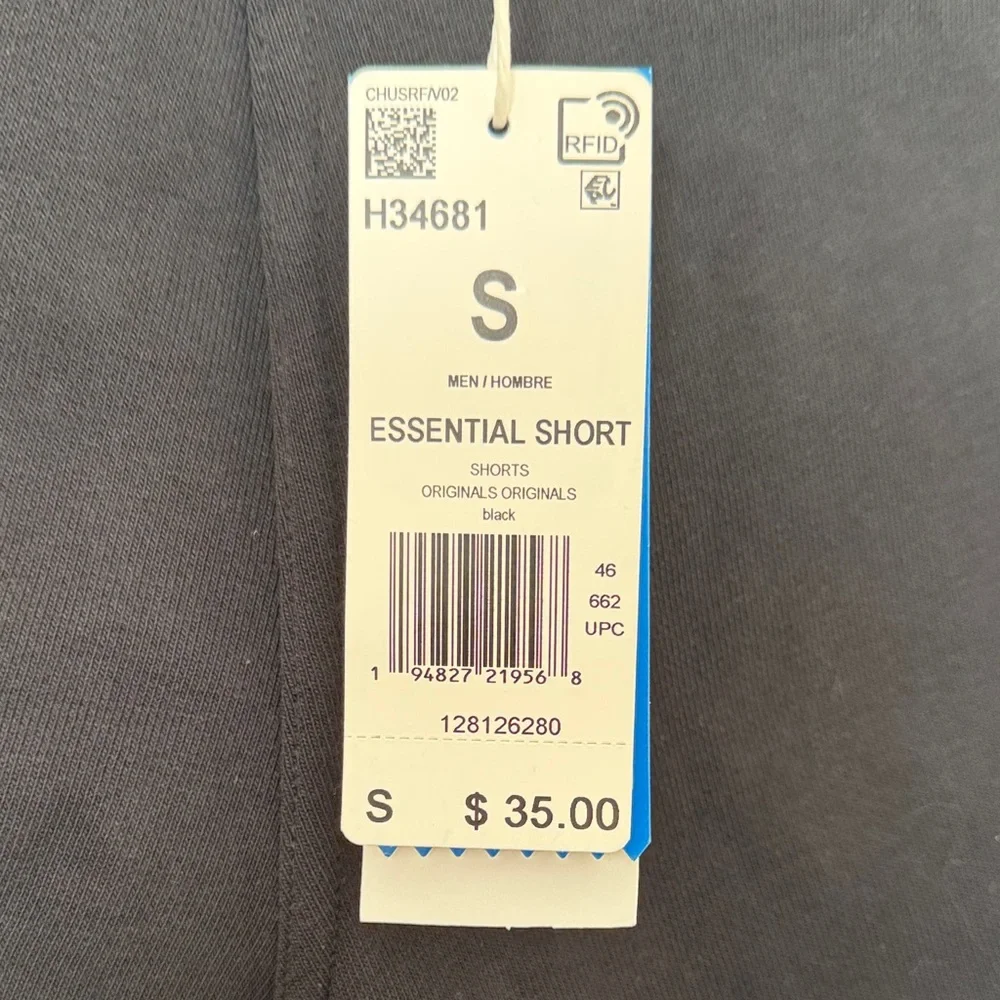 CHUSRF/V02
RFID
H34681
S
MEN / HOMBRE
ESSENTIAL SHORT
SHORTS
ORIGINALS ORIGINALS
black
46
662
UPC
1 94827 21956 8
128126280
S $ 35.00